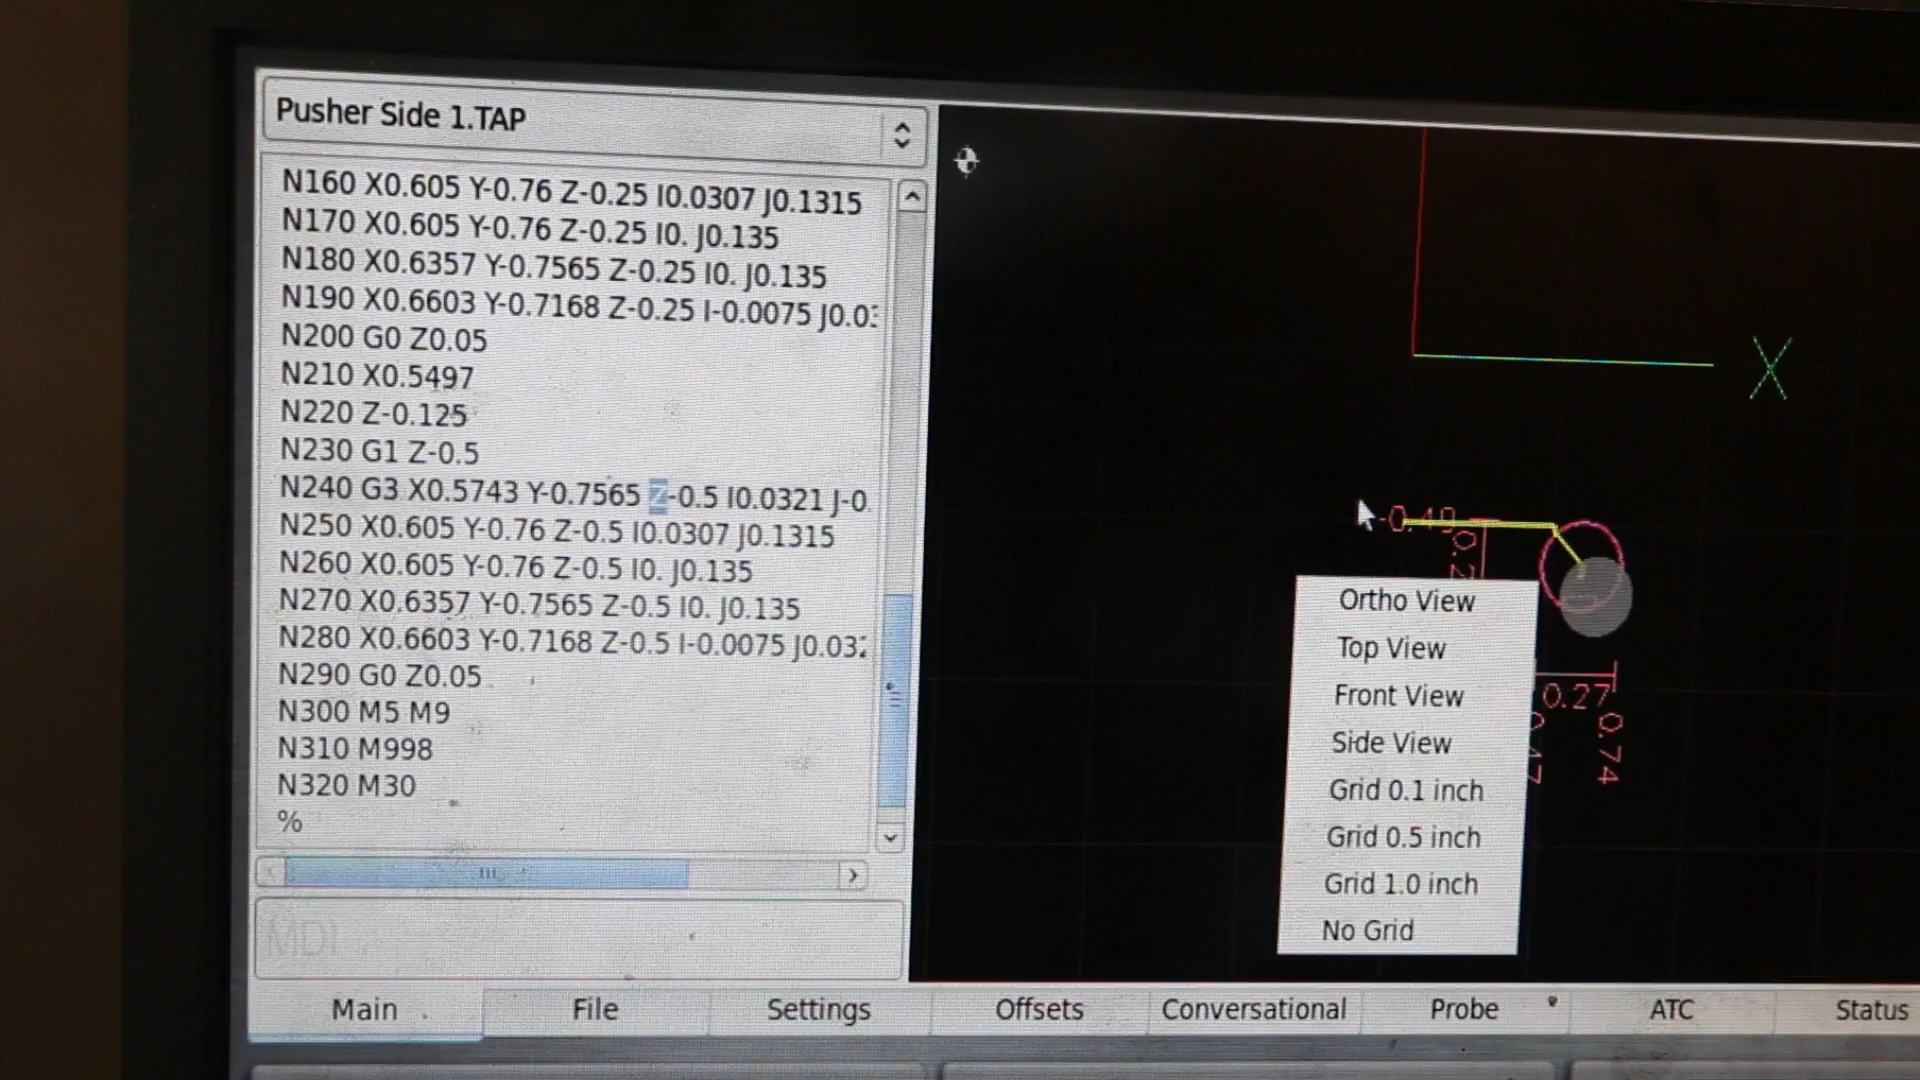 Pusher Side 1.TAP
N160 X0.605 Y-0.76 Z-0.25 I0.0307 J0.1315
N170 X0.605 Y-0.76 Z-0.25 I0. J0.135
N180 X0.6357 Y-0.7565 Z-0.25 I0. J0.135
N190 X0.6603 Y-0.7168 Z-0.25 I-0.0075 J0.03
N200 G0 Z0.05
N210 X0.5497
N220 Z-0.125
N230 G1 Z-0.5
N240 G3 X0.5743 Y-0.7565 Z-0.5 I0.0321 J-0.
N250 X0.605 Y-0.76 Z-0.5 I0.0307 J0.1315
N260 X0.605 Y-0.76 Z-0.5 I0. J0.135
N270 X0.6357 Y-0.7565 Z-0.5 I0. J0.135
N280 X0.6603 Y-0.7168 Z-0.5 I-0.0075 J0.032
N290 G0 Z0.05
N300 M5 M9
N310 M998
N320 M30
%
MDI
X
Ortho View
Top View
Front View
Side View
Grid 0.1 inch
Grid 0.5 inch
Grid 1.0 inch
No Grid
0.27
0.74
Main
File
Settings
Offsets
Conversational
Probe
ATC
Status